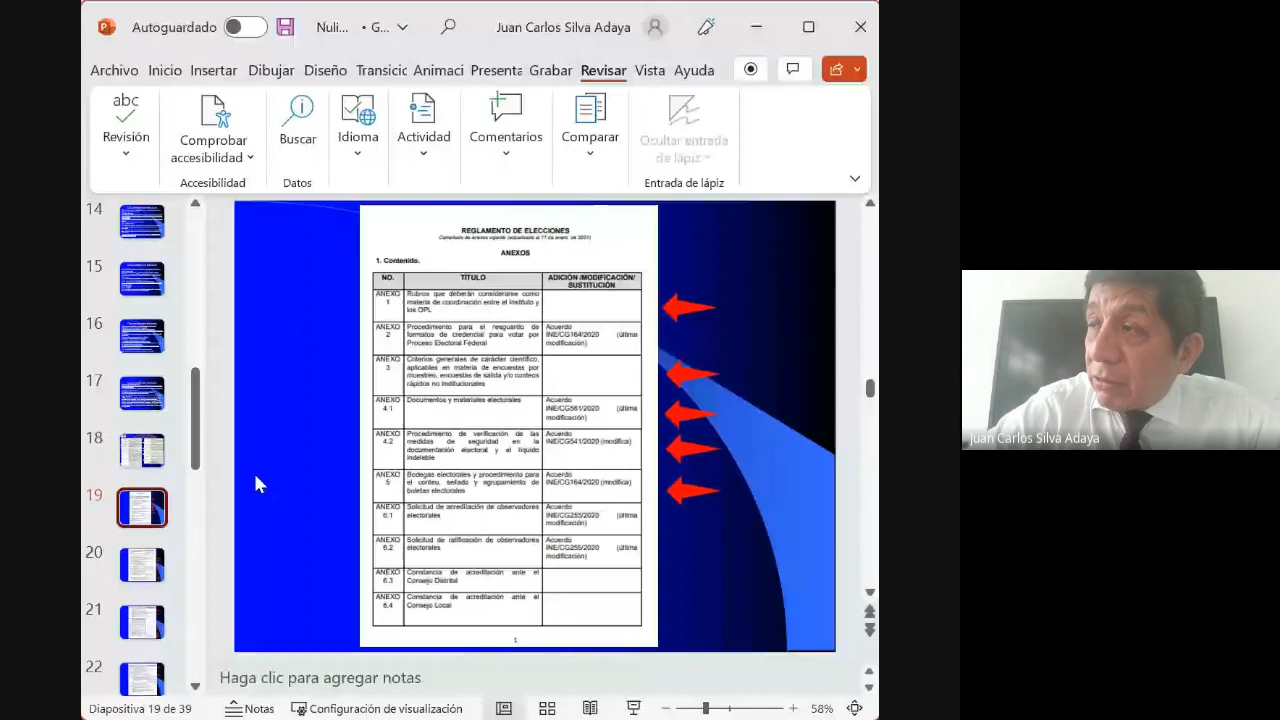 Autoguardado
Nuli... • G...
Juan Carlos Silva Adaya
Archivo Inicio Insertar Dibujar Diseño Transicic Animaci Presenta Grabar Revisar Vista Ayuda
abc
Revisión
Comprobar
accesibilidad
Buscar
Idioma
Actividad
Comentarios
Comparar
Ocultar entrada
de lápiz
Accesibilidad
Datos
Entrada de lápiz
14
15
16
17
18
19
20
21
22
REGLAMENTO DE ELECCIONES
ANEXOS
1. Contenido.
NO. TÍTULO ADICIÓN /MODIFICACIÓN/
SUSTITUCIÓN
ANEXO
1
Rubros que deberán considerarse como
materia de coordinación entre el Instituto y
los OPL
ANEXO
2
Procedimiento para el resguardo de
formatos de credencial para votar por
Proceso Electoral Federal
Acuerdo
INE/CG164/2020 (última
modificación)
ANEXO
3
Criterios generales de carácter científico,
aplicables en materia de encuestas por
muestreo, encuestas de salida y/o conteos
rápidos no institucionales
ANEXO
4.1
Documentos y materiales electorales
Acuerdo
INE/CG561/2020 (última
modificación)
ANEXO
4.2
Procedimiento de verificación de las
medidas de seguridad en la
documentación electoral y el líquido
indeleble
Acuerdo
INE/CG541/2020 (modifica)
ANEXO
5
Bodegas electorales y procedimiento para
el conteo, sellado y agrupamiento de
boletas electorales
Acuerdo
INE/CG164/2020 (modifica)
ANEXO
6.1
Solicitud de acreditación de observadores
electorales
Acuerdo
INE/CG255/2020 (última
modificación)
ANEXO
6.2
Solicitud de ratificación de observadores
electorales
Acuerdo
INE/CG255/2020 (última
modificación)
ANEXO
6.3
Constancia de acreditación ante el
Consejo Distrital
ANEXO
6.4
Constancia de acreditación ante el
Consejo Local
1
Haga clic para agregar notas
Diapositiva 19 de 39
Notas
Configuración de visualización
58%
Juan Carlos Silva Adaya